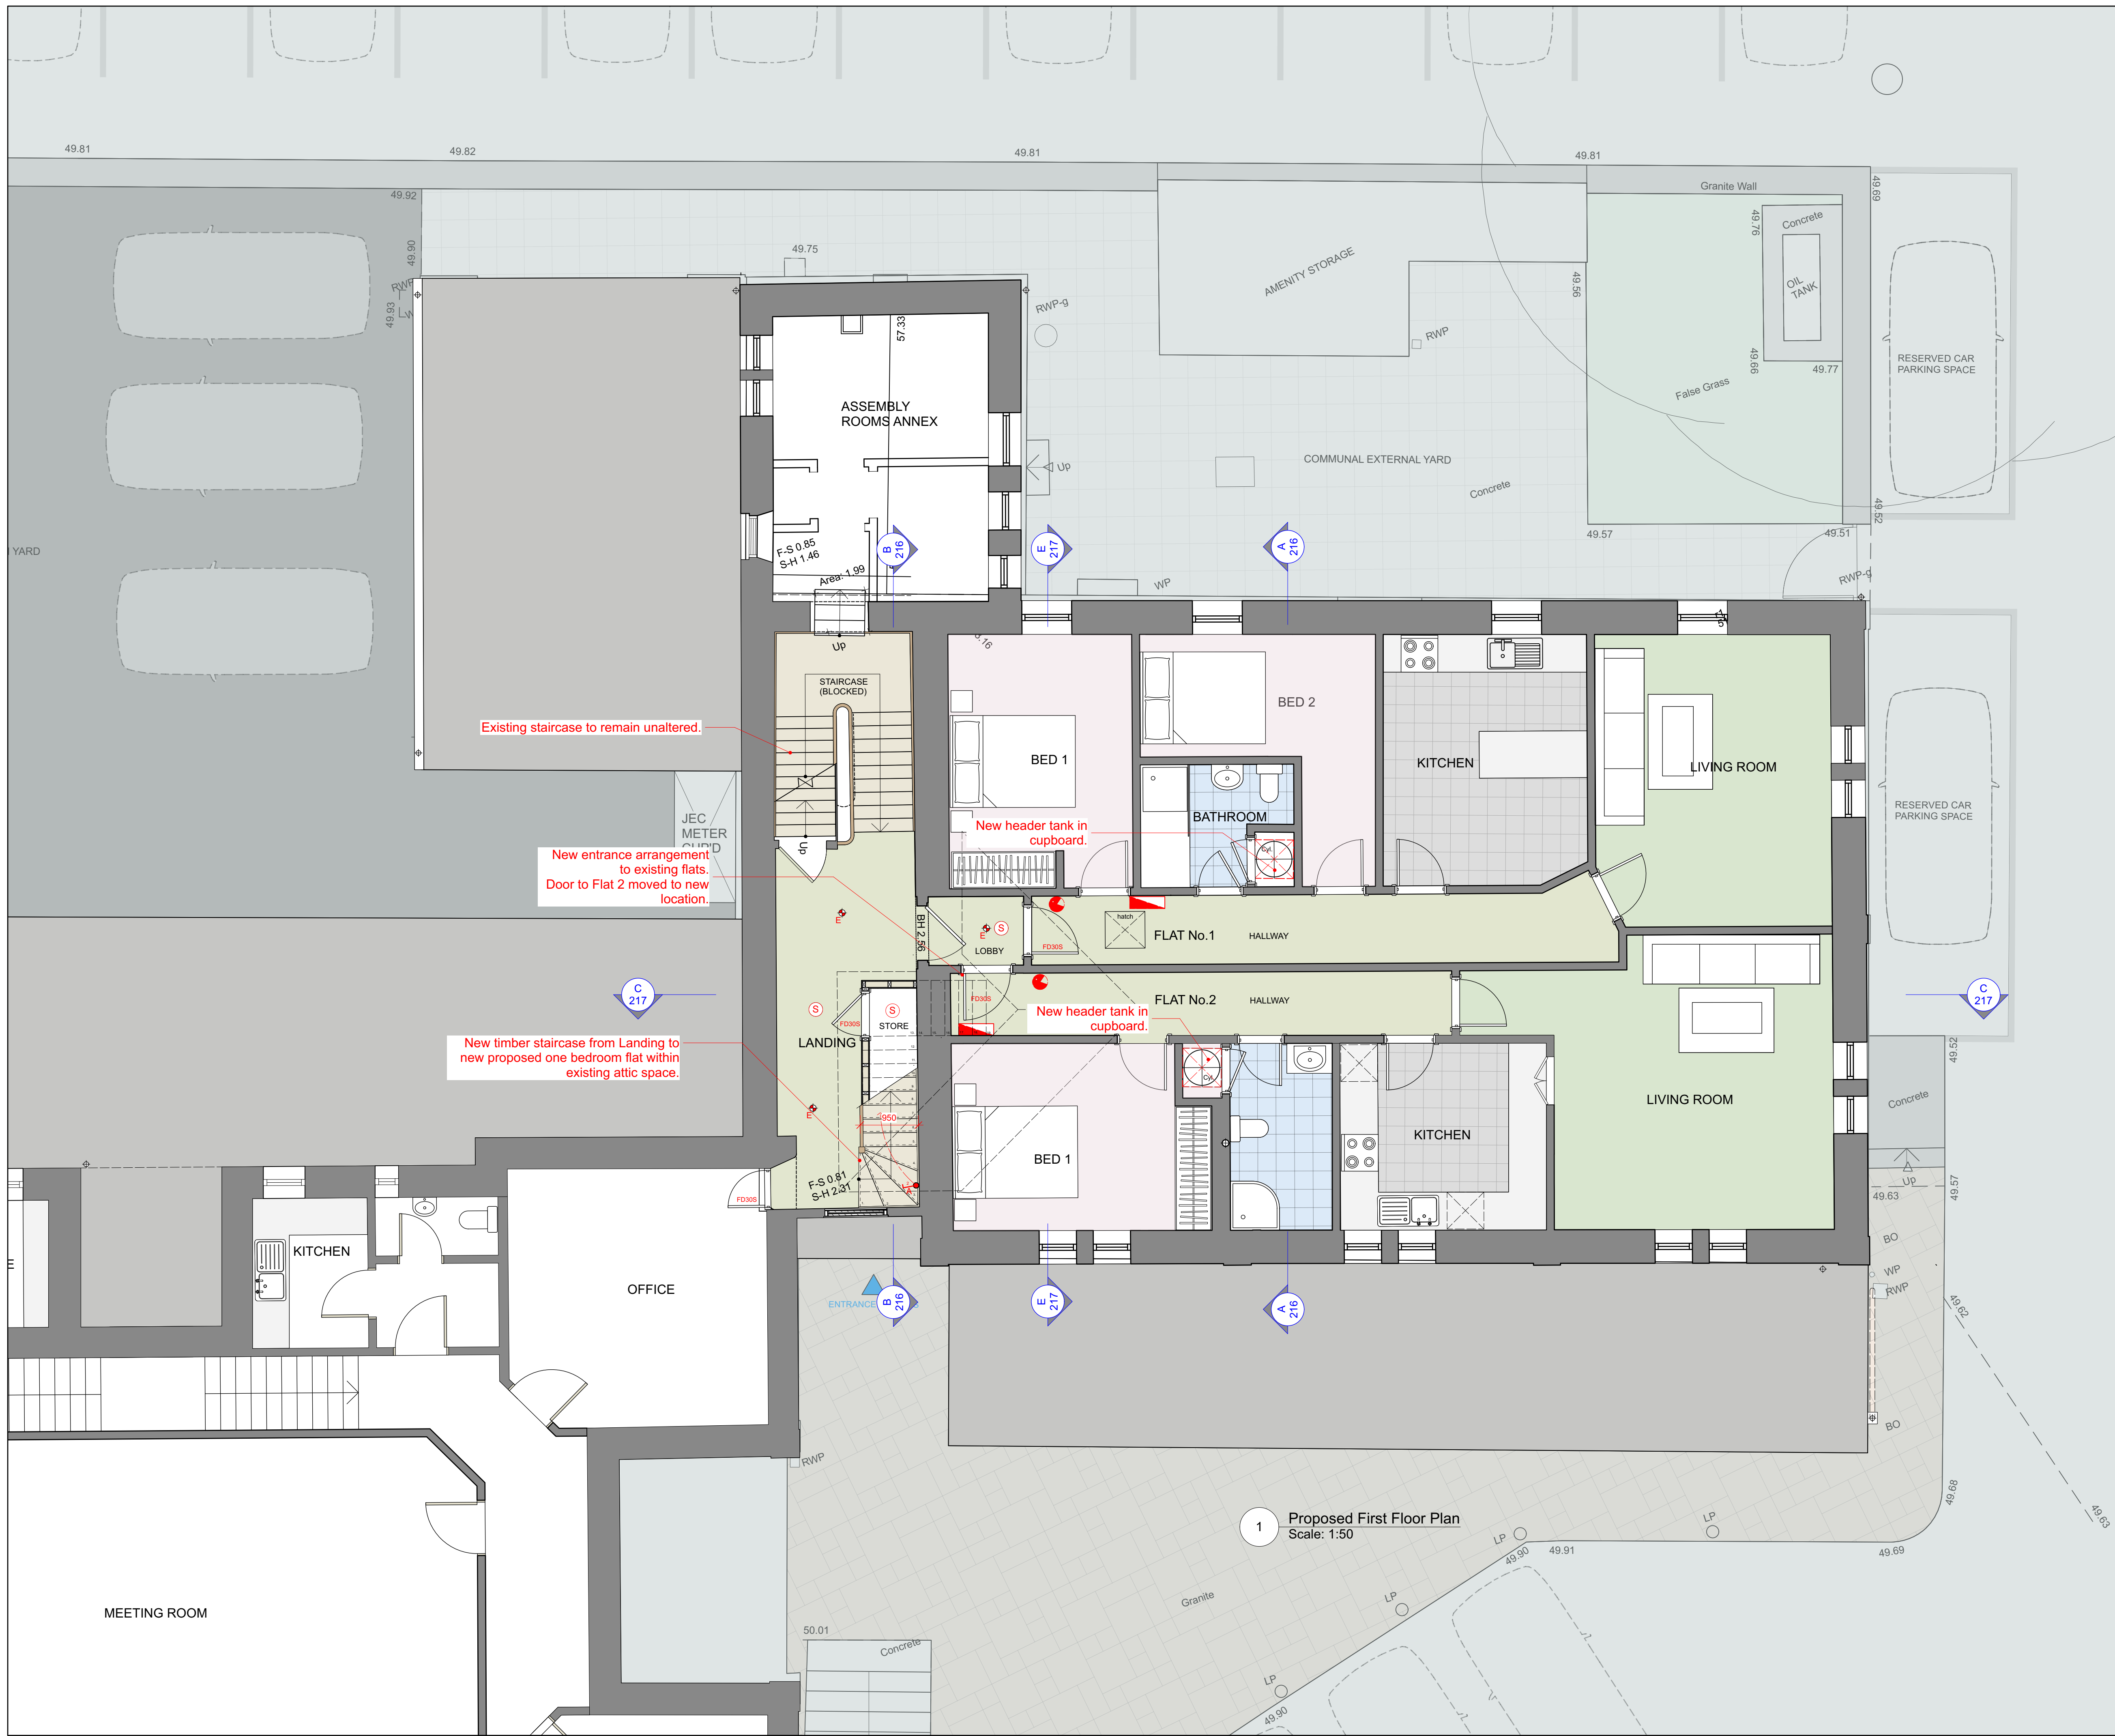 49.81
49.82
49.81
49.81
49.92
Granite Wall
49.69
49.76
Concrete
49.90
49.75
AMENITY STORAGE
49.56
OIL
TANK
RWP
49.93
RWP-g
57.33
RWP
49.66
49.77
RESERVED CAR
PARKING SPACE
False Grass
ASSEMBLY
ROOMS ANNEX
Up
COMMUNAL EXTERNAL YARD
Concrete
49.52
49.57
49.51
YARD
F-S 0.85
S-H 1.46
B
216
E
217
A
216
Area: 1.99
WP
RWP-g
Up
STAIRCASE
(BLOCKED)
BED 2
Existing staircase to remain unaltered.
BED 1
KITCHEN
LIVING ROOM
RESERVED CAR
PARKING SPACE
JEC
METER
BATHROOM
New header tank in
cupboard.
Cyl
Up
New entrance arrangement
to existing flats.
Door to Flat 2 moved to new
location.
hatch
BH 2.56
E
E
S
LOBBY
FD30S
FLAT No.1
HALLWAY
C
217
FD30S
FLAT No.2
HALLWAY
C
217
S
S
FD30S
STORE
New header tank in
cupboard.
LANDING
New timber staircase from Landing to
new proposed one bedroom flat within
existing attic space.
Cyl
49.52
E
950
Concrete
LIVING ROOM
KITCHEN
BED 1
F-S 0.81
S-H 2.31
FD30S
Up
49.63
49.57
KITCHEN
OFFICE
BO
WP
RWP
ENTRANCE
B
216
E
217
A
216
49.62
BO
RWP
49.68
1
Proposed First Floor Plan
Scale: 1:50
LP
LP
49.63
49.90
49.91
49.69
Granite
LP
MEETING ROOM
50.01
Concrete
LP
49.90